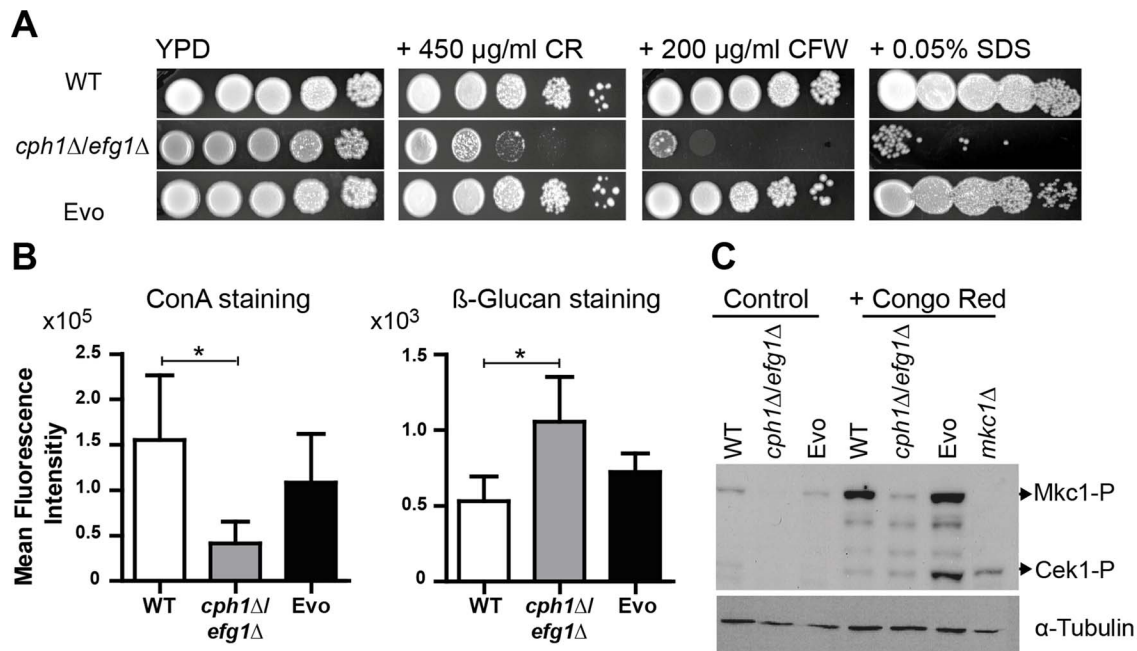 A
YPD
+ 450 µg/ml CR
+ 200 µg/ml CFW
+ 0.05% SDS
WT
cph1Δ/efg1Δ
Evo
B
ConA staining
x10⁵
Mean Fluorescence
Intensitiy
2.5
2.0
1.5
1.0
0.5
0
*
WT
cph1Δ/
efg1Δ
Evo
ß-Glucan staining
x10³
1.5
1.0
0.5
0
*
WT
cph1Δ/
efg1Δ
Evo
C
Control
+ Congo Red
WT
cph1Δ/efg1Δ
Evo
WT
cph1Δ/efg1Δ
Evo
mkc1Δ
Mkc1-P
Cek1-P
α-Tubulin